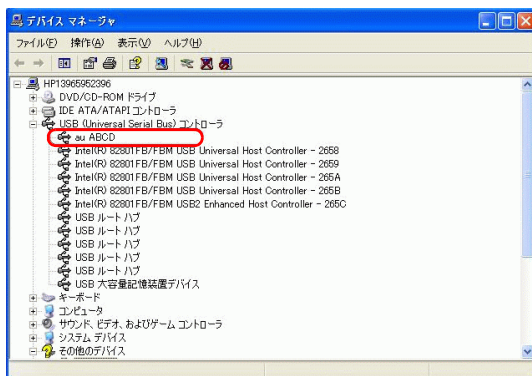 デバイス マネージャ
ファイル(F) 操作(A) 表示(V) ヘルプ(H)
HP13965952396
DVD/CD-ROM ドライブ
IDE ATA/ATAPI コントローラ
USB (Universal Serial Bus) コントローラ
au ABCD
Intel(R) 82801FB/FBM USB Universal Host Controller - 2658
Intel(R) 82801FB/FBM USB Universal Host Controller - 2659
Intel(R) 82801FB/FBM USB Universal Host Controller - 265A
Intel(R) 82801FB/FBM USB Universal Host Controller - 265B
Intel(R) 82801FB/FBM USB2 Enhanced Host Controller - 265C
USB ルート ハブ
USB ルート ハブ
USB ルート ハブ
USB ルート ハブ
USB ルート ハブ
USB 大容量記憶装置デバイス
キーボード
コンピュータ
サウンド、ビデオ、およびゲーム コントローラ
システム デバイス
その他のデバイス